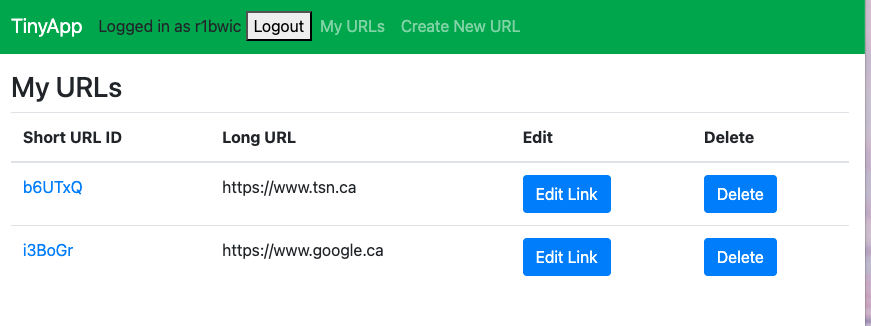 TinyApp Logged in as r1bwic Logout My URLs Create New URL
My URLs
Short URL ID Long URL Edit Delete
b6UTxQ https://www.tsn.ca Edit Link Delete
i3BoGr https://www.google.ca Edit Link Delete